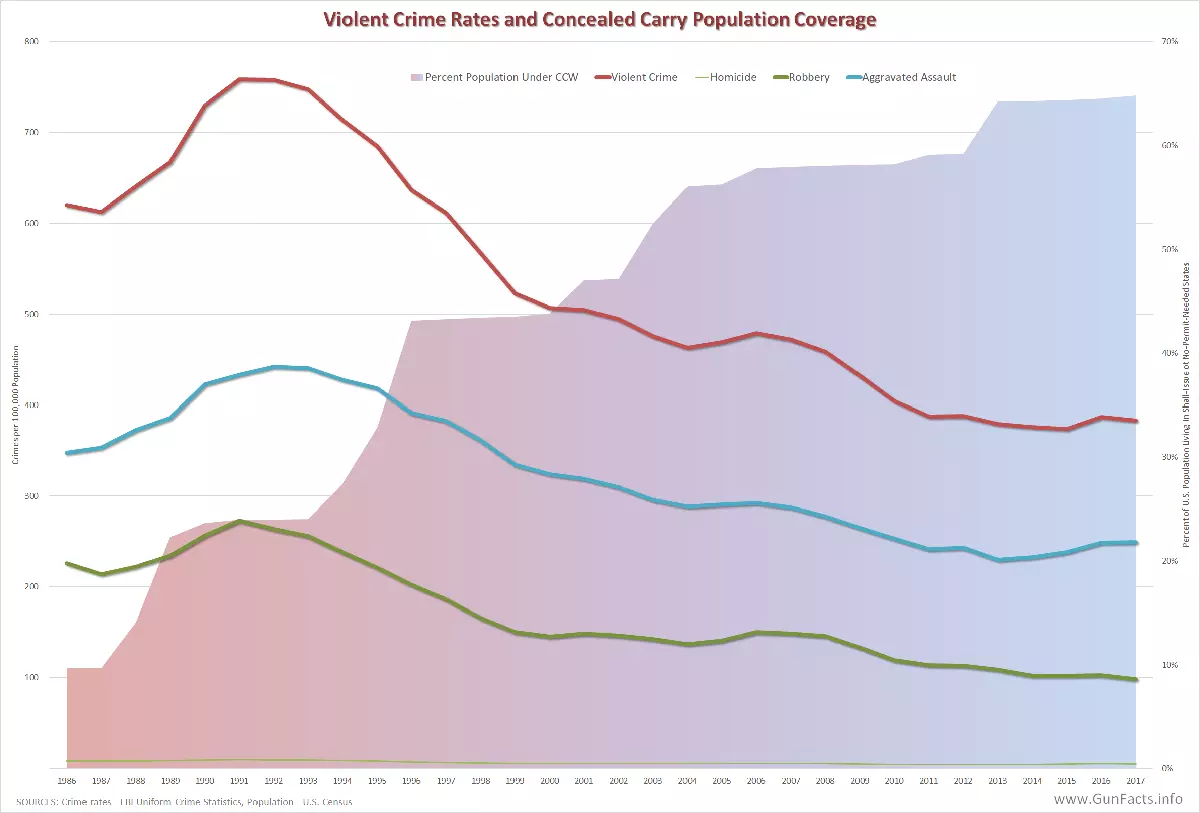 Violent Crime Rates and Concealed Carry Population Coverage
Percent Population Under CCW Violent Crime Homicide Robbery Aggravated Assault
800
700
600
500
400
300
200
100
Crimes per 100,000 Population
70%
60%
50%
40%
30%
20%
10%
0%
Percent of U.S. Population Living in Shall-Issue ot No-Permit-Needed States
1986 1987 1988 1989 1990 1991 1992 1993 1994 1995 1996 1997 1998 1999 2000 2001 2002 2003 2004 2005 2006 2007 2008 2009 2010 2011 2012 2013 2014 2015 2016 2017
SOURCES: Crime rates - FBI Uniform Crime Statistics, Population - U.S. Census
www.GunFacts.info